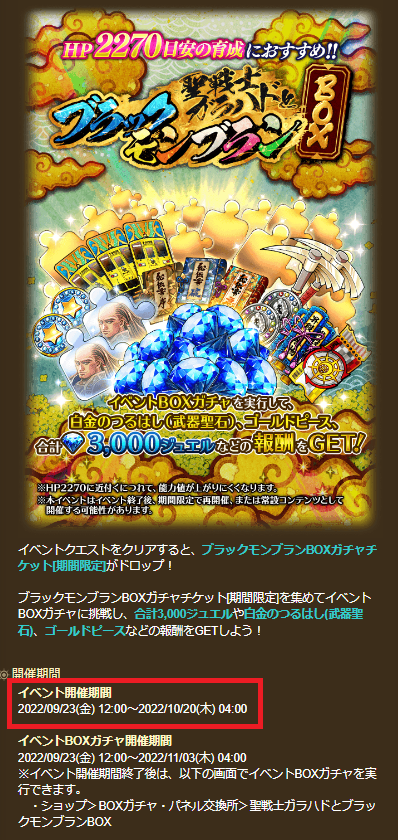 HP2270目安の育成におすすめ!!
聖戦士ガラハドと
ブラックモンブラン
BOX
イベントBOXガチャを実行して、
白金のつるはし(武器聖石)、ゴールドピース、
合計3,000ジュエルなどの報酬をGET!
※HP2270に近付くにつれて、能力値が上がりにくくなります。
※本イベントはイベント終了後、期間限定で再開催、または常設コンテンツとして
開催する可能性があります。
イベントクエストをクリアすると、ブラックモンブランBOXガチャチ
ケット[期間限定]がドロップ！
ブラックモンブランBOXガチャチケット[期間限定]を集めてイベント
BOXガチャに挑戦し、合計3,000ジュエルや白金のつるはし(武器聖
石)、ゴールドピースなどの報酬をGETしよう！
開催期間
イベント開催期間
2022/09/23(金) 12:00～2022/10/20(木) 04:00
イベントBOXガチャ開催期間
2022/09/23(金) 12:00～2022/11/03(木) 04:00
※イベント開催期間終了後は、以下の画面でイベントBOXガチャを実
行できます。
・ショップ＞BOXガチャ・パネル交換所＞聖戦士ガラハドとブラッ
クモンブランBOX